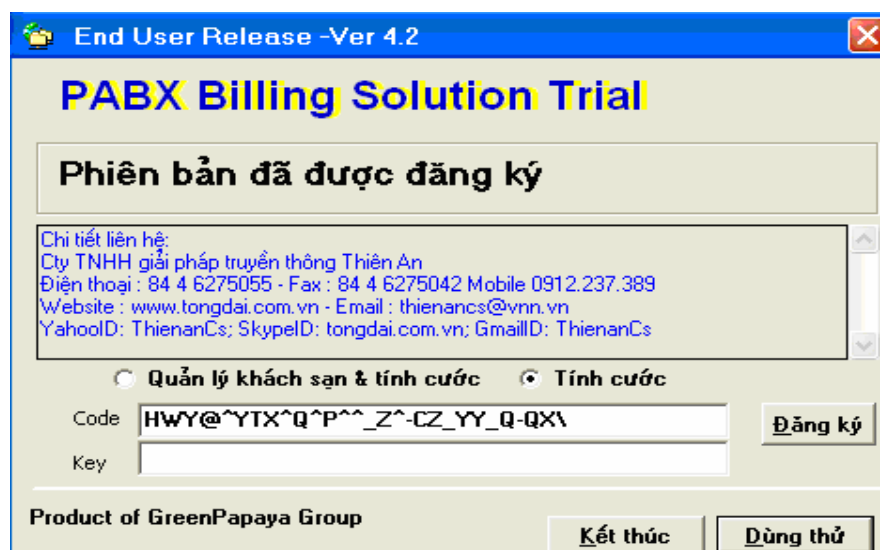 End User Release -Ver 4.2
PABX Billing Solution Trial
Phiên bản đã được đăng ký
Chi tiết liên hệ:
Cty TNHH giải pháp truyền thông Thiên An
Điện thoại : 84 4 6275055 - Fax : 84 4 6275042 Mobile 0912.237.389
Website : www.tongdai.com.vn - Email : thienancs@vnn.vn
YahooID: ThienanCs; SkypeID: tongdai.com.vn; GmailID: ThienanCs
Quản lý khách sạn & tính cước Tính cước
Code HWY@^YTX^Q^P^^_Z^-CZ_YY_Q-QX\ Đăng ký
Key
Product of GreenPapaya Group
Kết thúc Dùng thử